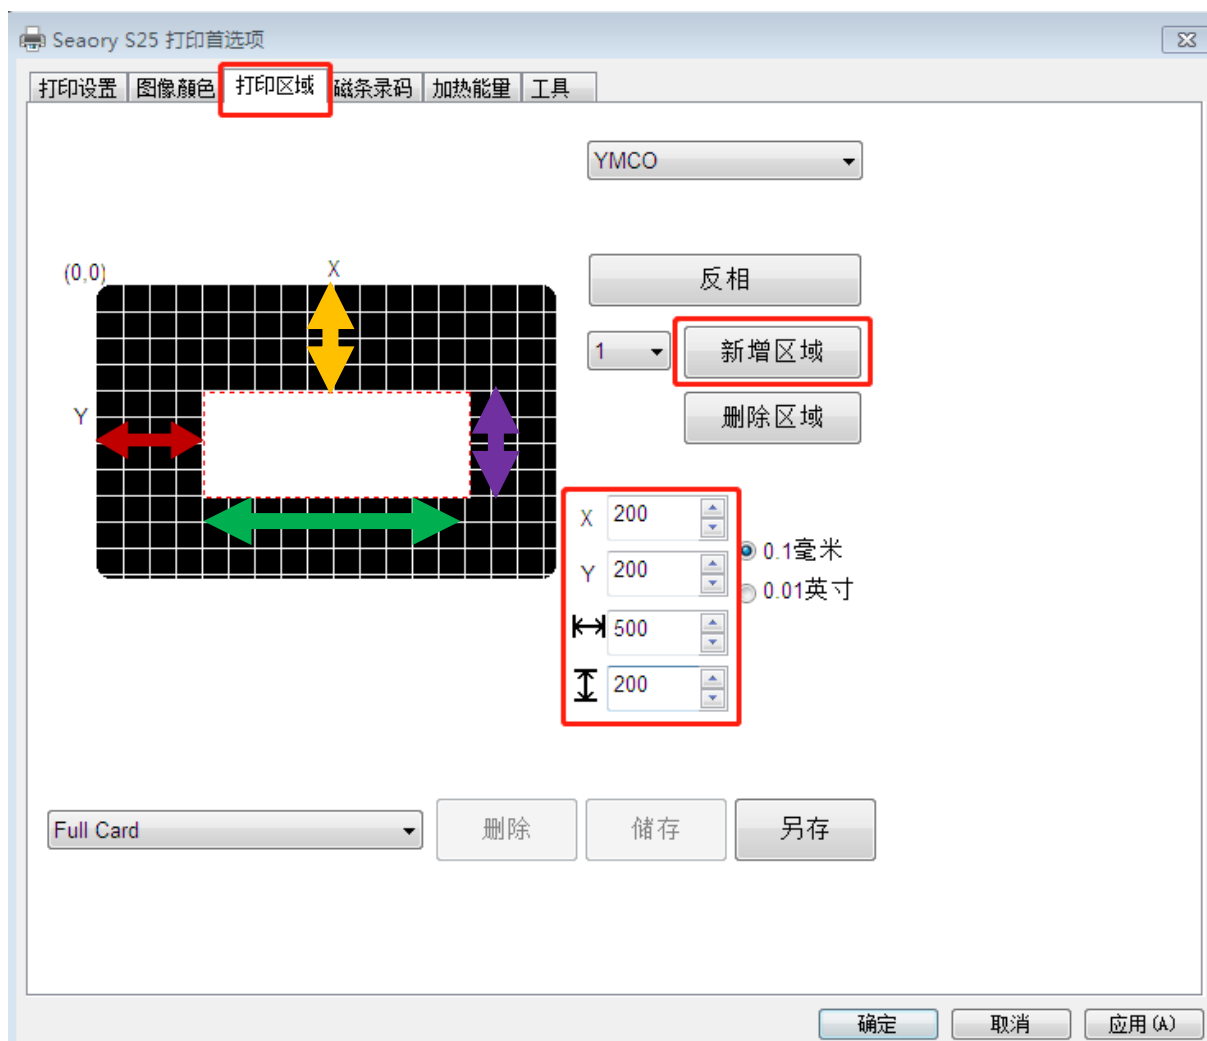 Seaory S25 打印首选项
打印设置 图像颜色 打印区域 磁条录码 加热能量 工具
YMCO
(0,0) X
反相
1 新增区域
Y 删除区域
X 200
0.1毫米
Y 200
0.01英寸
500
200
Full Card 删除 储存 另存
确定 取消 应用(A)